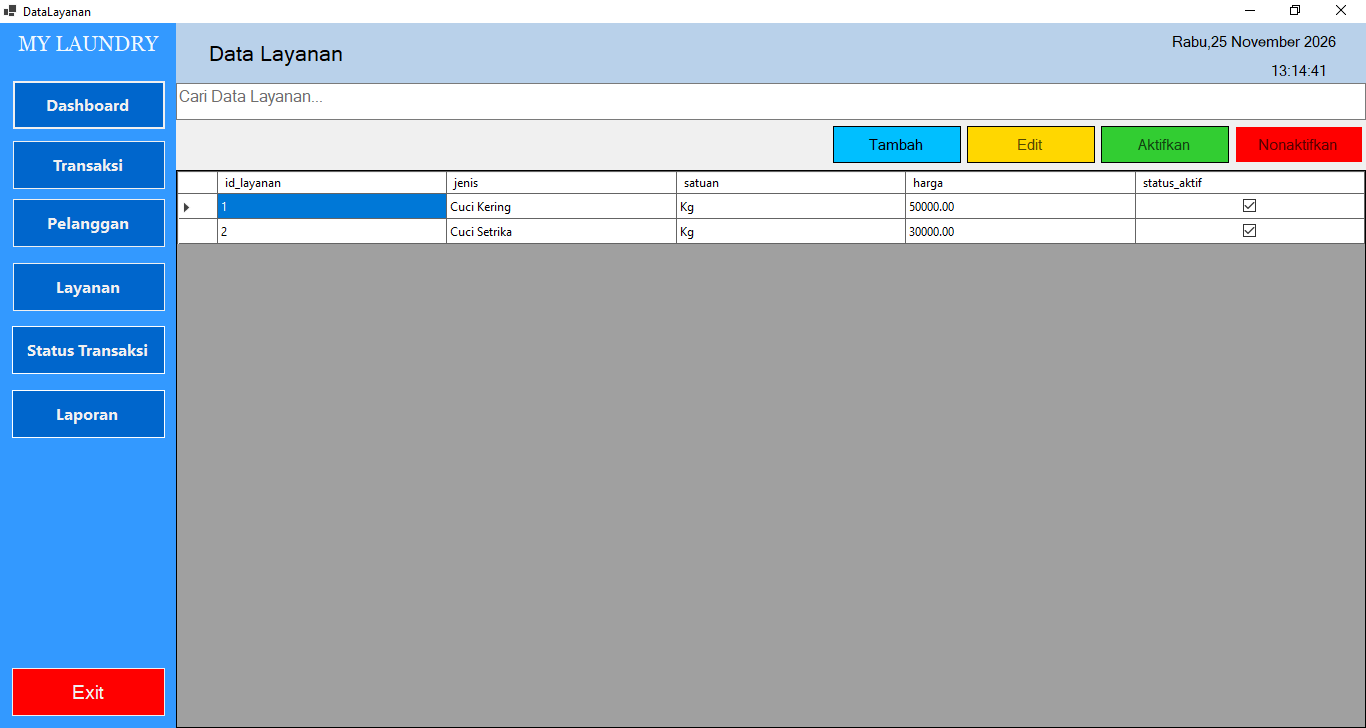 DataLayanan
MY LAUNDRY
Dashboard
Transaksi
Pelanggan
Layanan
Status Transaksi
Laporan
Exit
Data Layanan
Rabu,25 November 2026
13:14:41
Cari Data Layanan...
Tambah Edit Aktifkan Nonaktifkan
id_layanan jenis satuan harga status_aktif
1 Cuci Kering Kg 50000.00
2 Cuci Setrika Kg 30000.00